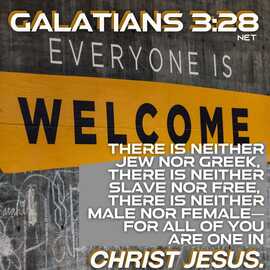 GALATIANS 3:28
NET
EVERYONE IS
WELCOME
THERE IS NEITHER
JEW NOR GREEK,
THERE IS NEITHER
SLAVE NOR FREE,
THERE IS NEITHER
MALE NOR FEMALE—
FOR ALL OF YOU
ARE ONE IN
CHRIST JESUS.